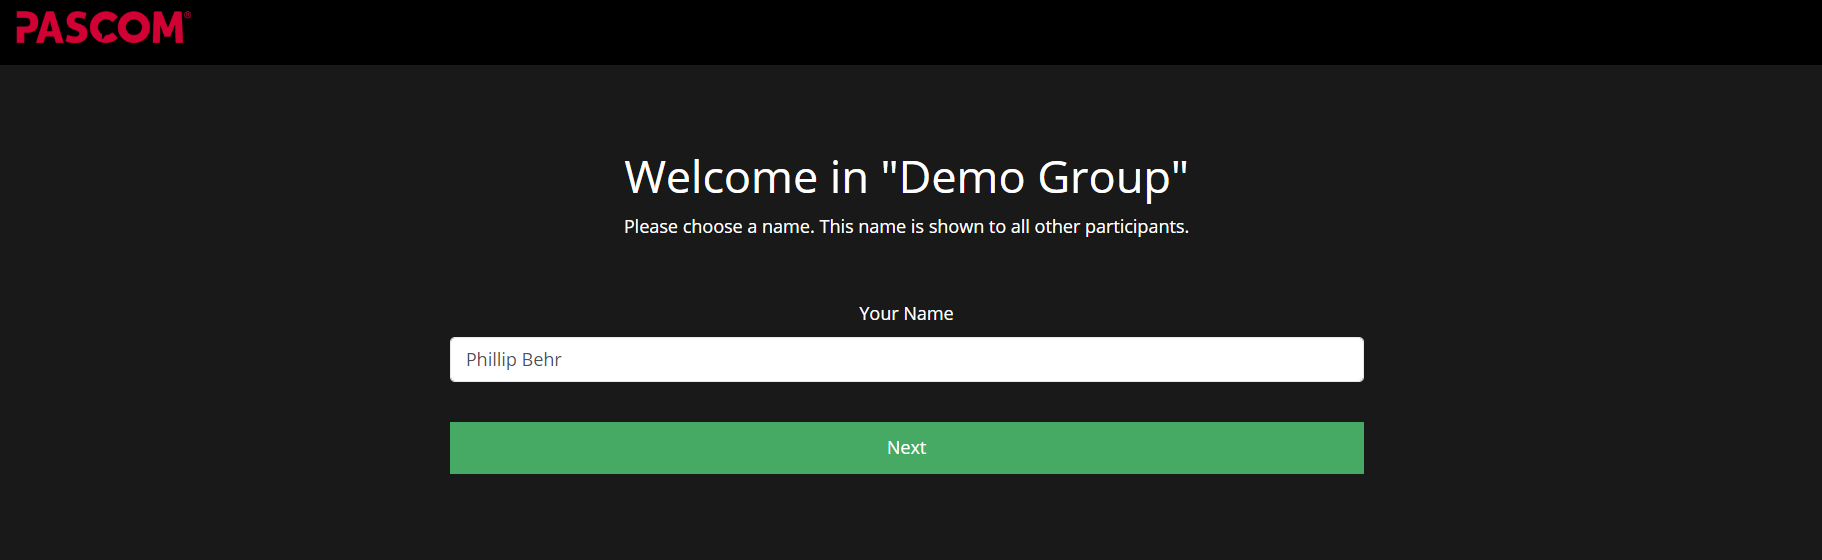 PASCOM®
Welcome in "Demo Group"
Please choose a name. This name is shown to all other participants.
Your Name
Phillip Behr
Next